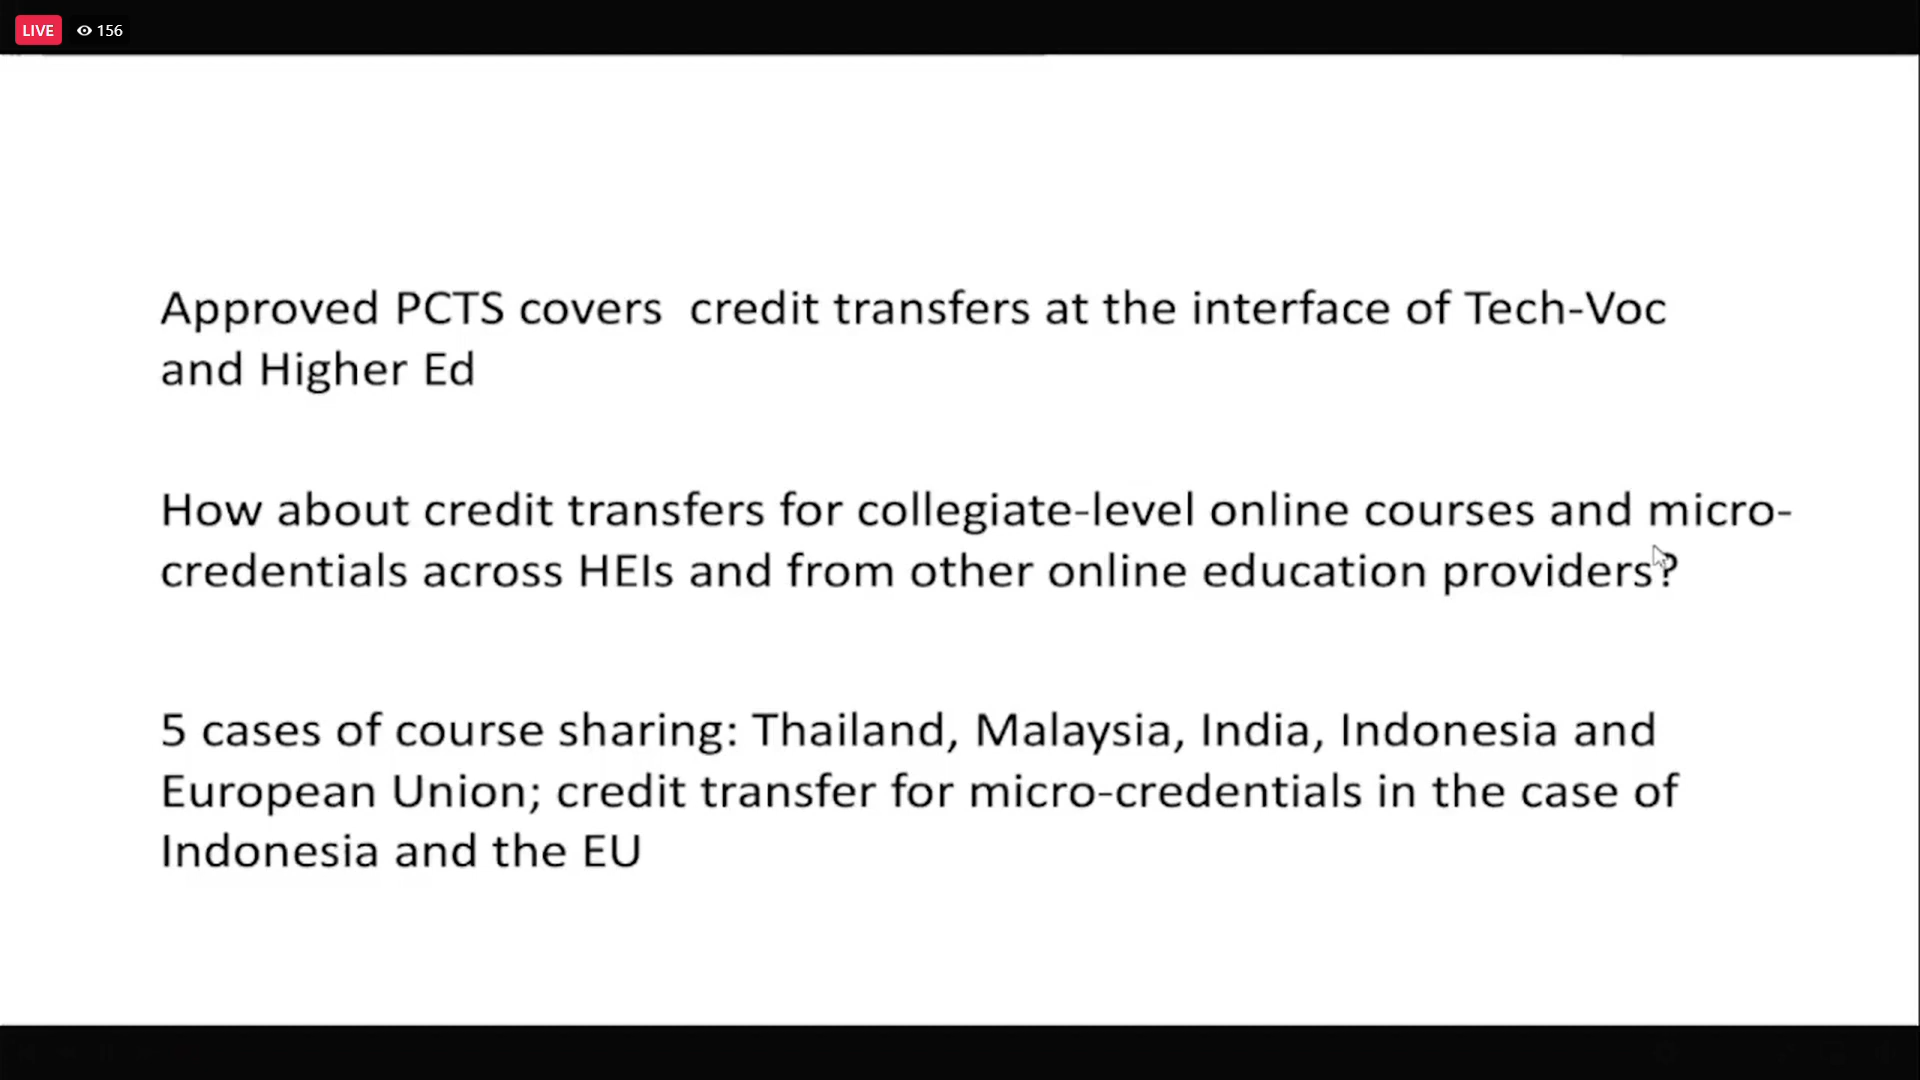 LIVE 156
Approved PCTS covers  credit transfers at the interface of Tech-Voc
and Higher Ed
How about credit transfers for collegiate-level online courses and micro-
credentials across HEIs and from other online education providers?
5 cases of course sharing: Thailand, Malaysia, India, Indonesia and
European Union; credit transfer for micro-credentials in the case of
Indonesia and the EU